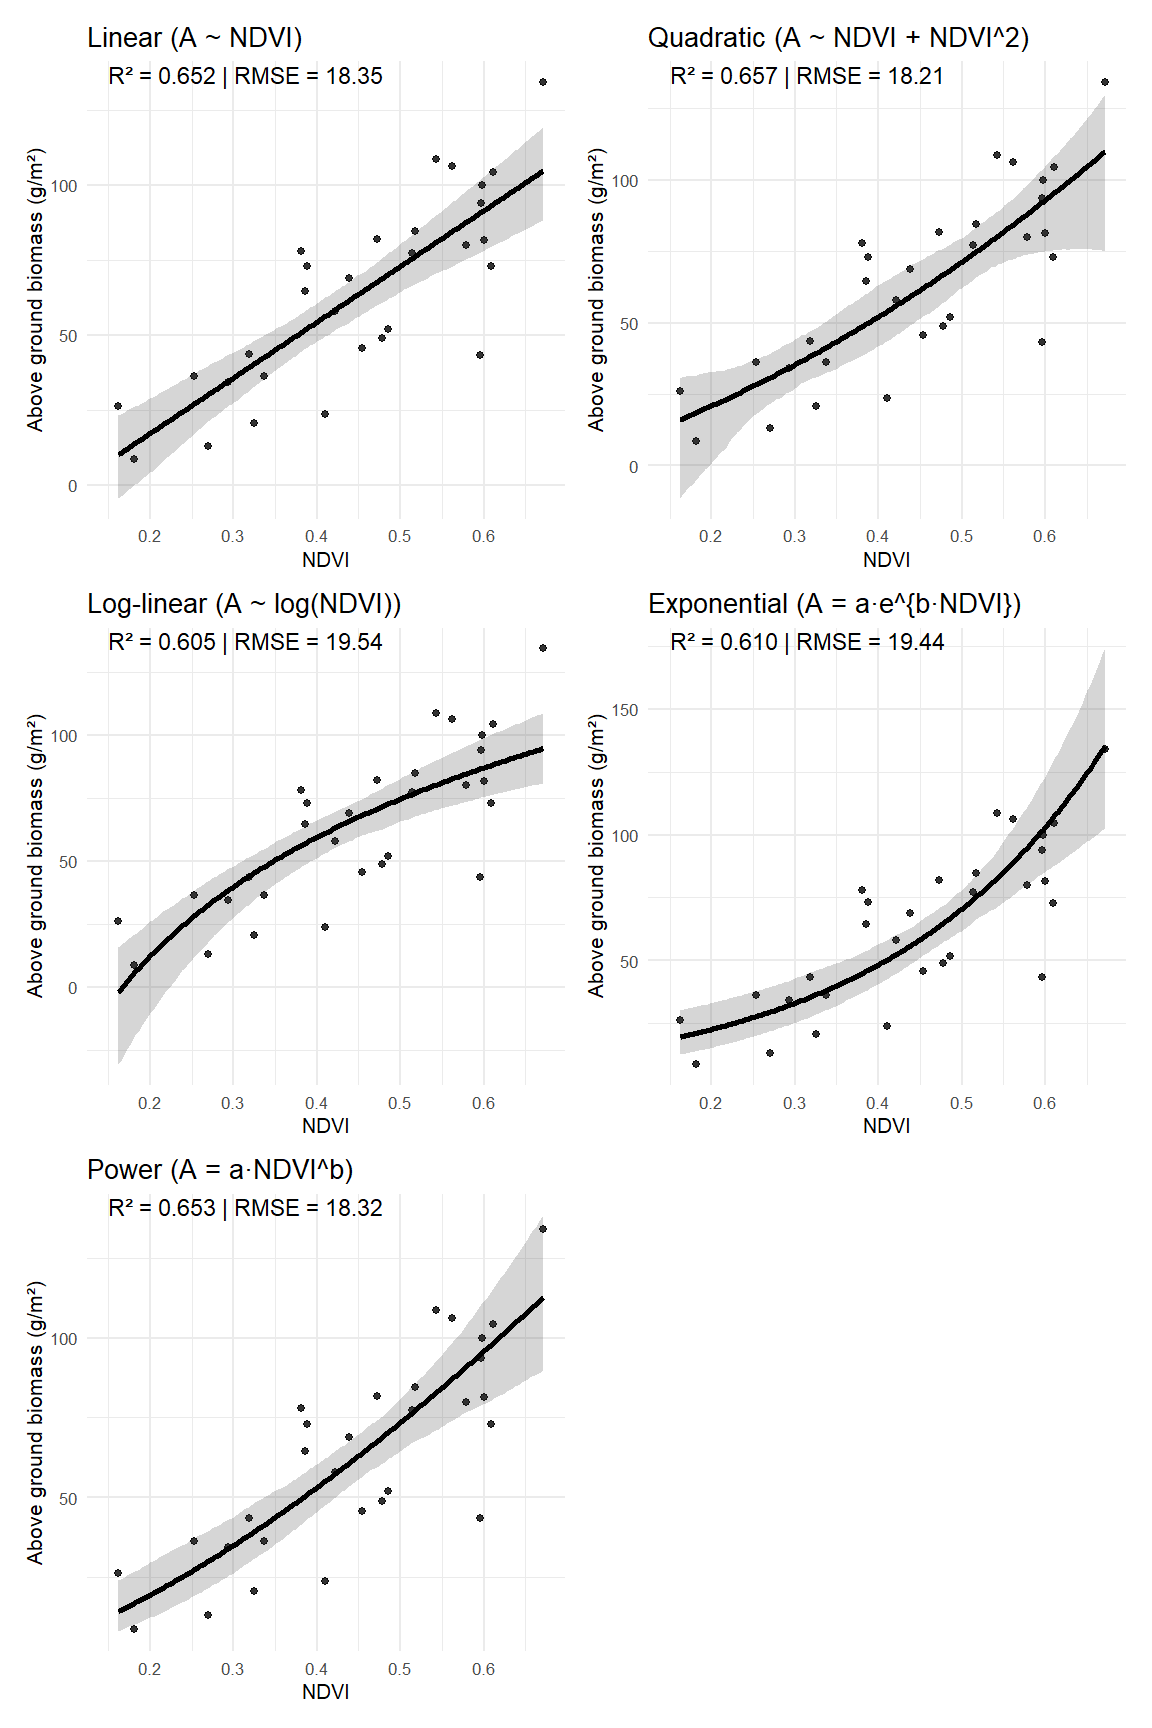 Linear (A ~ NDVI)
R² = 0.652 | RMSE = 18.35
Above ground biomass (g/m²)
100
50
0
0.2 0.3 0.4 0.5 0.6
NDVI
Quadratic (A ~ NDVI + NDVI^2)
R² = 0.657 | RMSE = 18.21
Above ground biomass (g/m²)
100
50
0
0.2 0.3 0.4 0.5 0.6
NDVI
Log-linear (A ~ log(NDVI))
R² = 0.605 | RMSE = 19.54
Above ground biomass (g/m²)
100
50
0
0.2 0.3 0.4 0.5 0.6
NDVI
Exponential (A = a·e^{b·NDVI})
R² = 0.610 | RMSE = 19.44
Above ground biomass (g/m²)
150
100
50
0.2 0.3 0.4 0.5 0.6
NDVI
Power (A = a·NDVI^b)
R² = 0.653 | RMSE = 18.32
Above ground biomass (g/m²)
100
50
0.2 0.3 0.4 0.5 0.6
NDVI